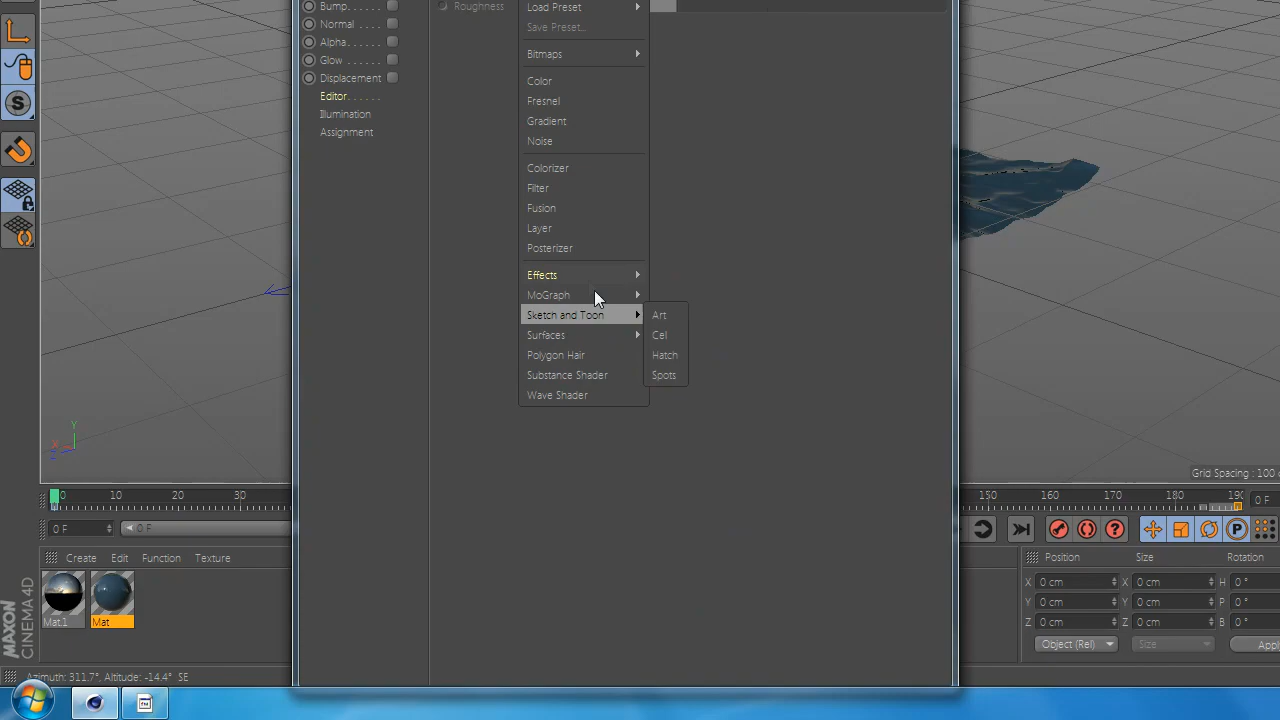 Bump.....
Normal.....
Alpha......
Glow ......
Displacement
Editor......
Illumination
Assignment
Roughness
Load Preset
Save Preset...
Bitmaps
Color
Fresnel
Gradient
Noise
Colorizer
Filter
Fusion
Layer
Posterizer
Effects
MoGraph
Sketch and Toon
Surfaces
Polygon Hair
Substance Shader
Wave Shader
Art
Cel
Hatch
Spots
Y
X
Z
Grid Spacing : 100 c
0 10 20 30
150 160 170 180 190 0 F
0 F 0 F
Create Edit Function Texture
Mat.1 Mat
Position Size Rotation
X 0 cm X 0 cm H 0 °
Y 0 cm Y 0 cm P 0 °
Z 0 cm Z 0 cm B 0 °
Object (Rel) Size Apply
MAXON
CINEMA 4D
Azimuth: 311.7°, Altitude: -14.4° SE